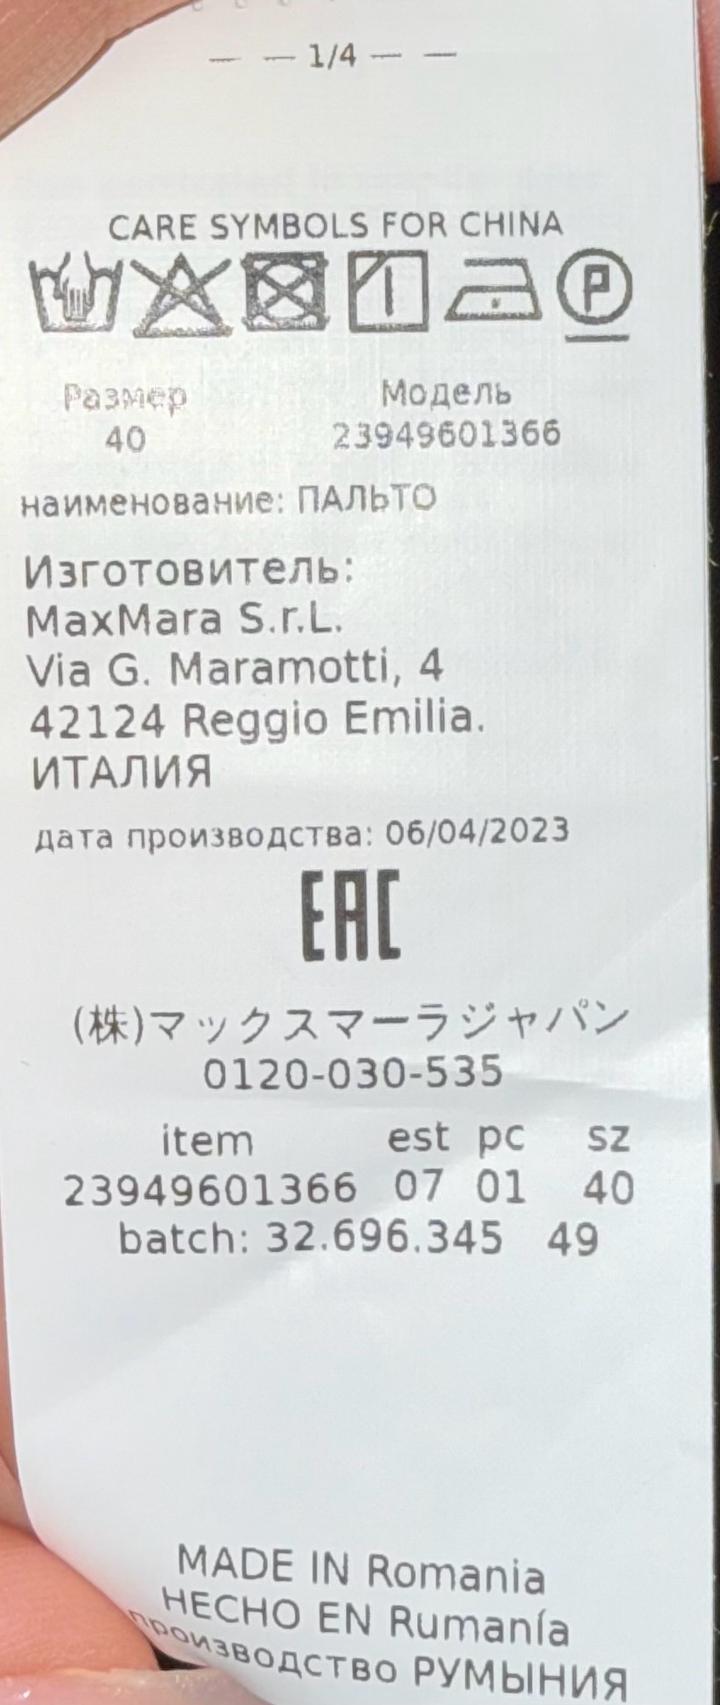 — — 1/4 — —
CARE SYMBOLS FOR CHINA
P
Размер Модель
40 23949601366
наименование: ПАЛЬТО
Изготовитель:
MaxMara S.r.L.
Via G. Maramotti, 4
42124 Reggio Emilia.
ИТАЛИЯ
дата производства: 06/04/2023
EAC
(株)マックスマーラジャパン
0120-030-535
item est pc sz
23949601366 07 01 40
batch: 32.696.345 49
MADE IN Romania
HECHO EN Rumanía
производство РУМЫНИЯ